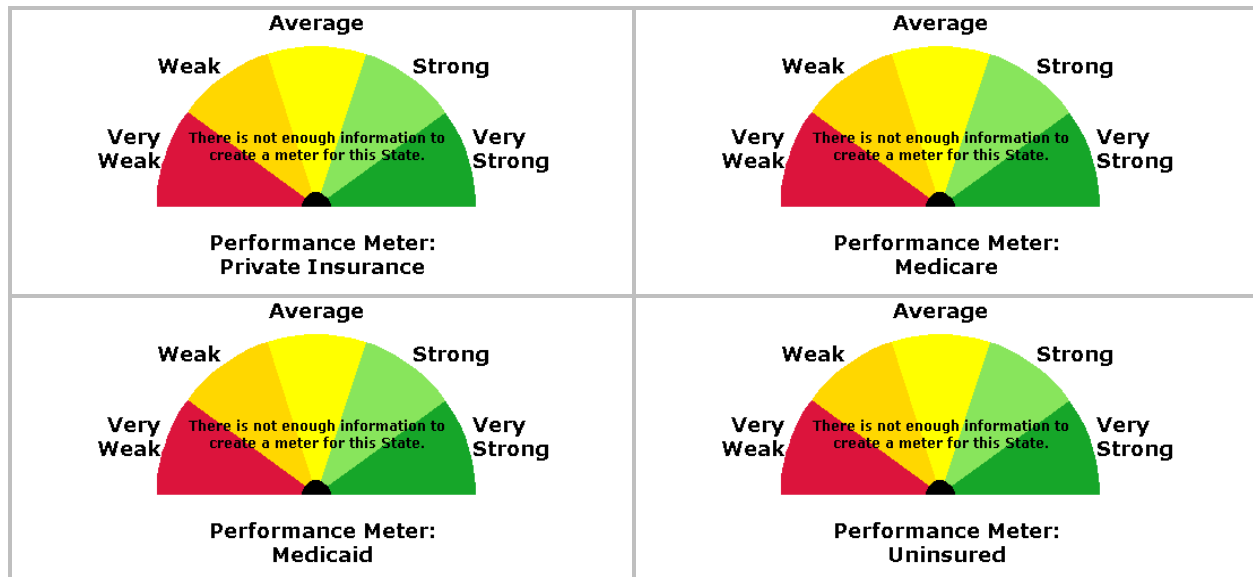 Average
Weak
Strong
Very
Weak
There is not enough information to
create a meter for this State.
Very
Strong
Performance Meter:
Private Insurance
Average
Weak
Strong
Very
Weak
There is not enough information to
create a meter for this State.
Very
Strong
Performance Meter:
Medicare
Average
Weak
Strong
Very
Weak
There is not enough information to
create a meter for this State.
Very
Strong
Performance Meter:
Medicaid
Average
Weak
Strong
Very
Weak
There is not enough information to
create a meter for this State.
Very
Strong
Performance Meter:
Uninsured